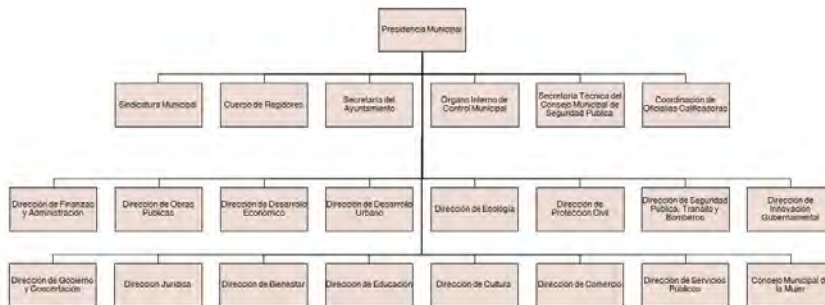 Presidencia Municipal
Sindicatura Municipal
Cuerpo de Regidores
Secretaría del
Ayuntamiento
Órgano Interno de
Control Municipal
Secretaría Técnica del
Consejo Municipal de
Seguridad Pública
Coordinación de
Oficialías Calificadoras
Dirección de Finanzas
y Administración
Dirección de Obras
Públicas
Dirección de Desarrollo
Económico
Dirección de Desarrollo
Urbano
Dirección de Ecología
Dirección de
Protección Civil
Dirección de Seguridad
Pública, Tránsito y
Bomberos
Dirección de
Innovación
Gubernamental
Dirección de Gobierno
y Concertación
Dirección Jurídica
Dirección de Bienestar
Dirección de Educación
Dirección de Cultura
Dirección de Comercio
Dirección de Servicios
Públicos
Consejo Municipal de
la Mujer